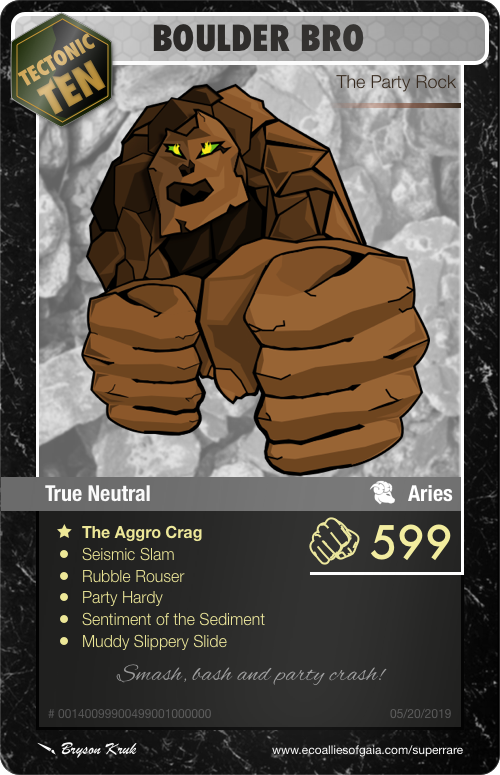 TECTONIC
TEN
BOULDER BRO
The Party Rock
True Neutral
Aries
The Aggro Crag
599
Seismic Slam
Rubble Rouser
Party Hardy
Sentiment of the Sediment
Muddy Slippery Slide
Smash, bash and party crash!
# 00140099900499001000000
05/20/2019
Bryson Kruk
www.ecoalliesofgaia.com/superrare